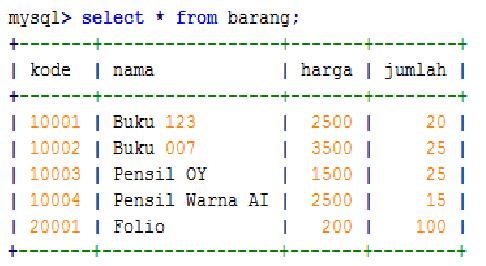 mysql> select * from barang;
+-------+-----------------+-------+--------+
| kode  | nama            | harga | jumlah |
+-------+-----------------+-------+--------+
| 10001 | Buku 123        |  2500 |     20 |
| 10002 | Buku 007        |  3500 |     25 |
| 10003 | Pensil OY       |  1500 |     25 |
| 10004 | Pensil Warna AI |  2500 |     15 |
| 20001 | Folio           |   200 |    100 |
+-------+-----------------+-------+--------+